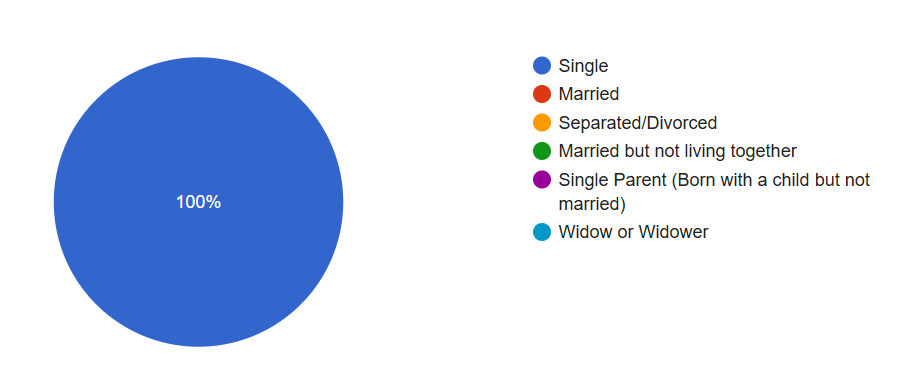 100%
Single
Married
Separated/Divorced
Married but not living together
Single Parent (Born with a child but not
married)
Widow or Widower